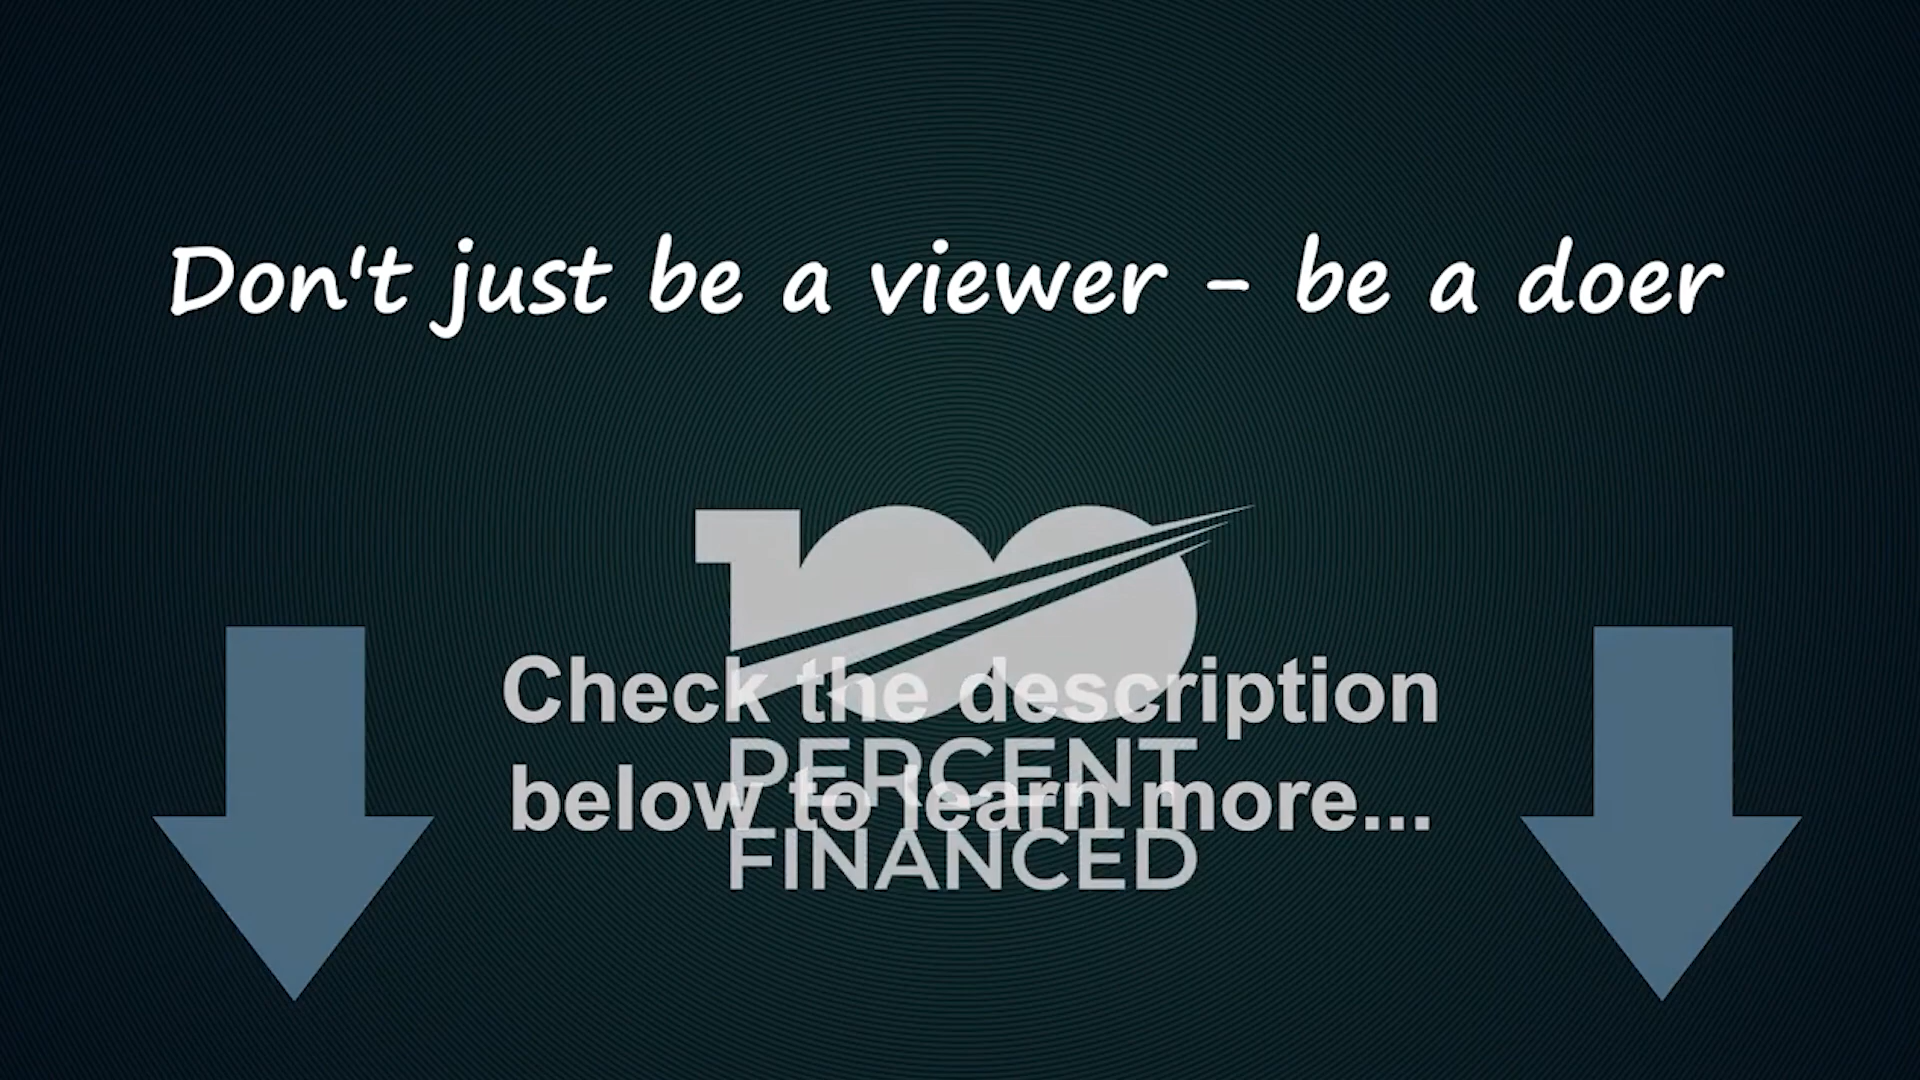 Don't just be a viewer - be a doer
100
Check the description
PERCENT
below to learn more...
FINANCED